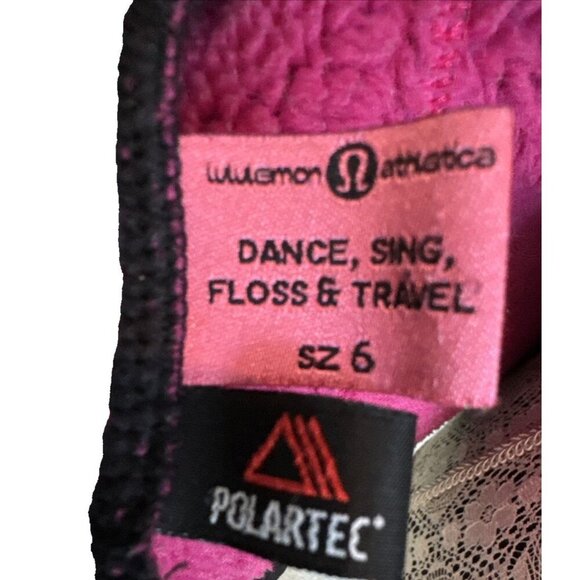 lululemon athletica
DANCE, SING,
FLOSS & TRAVEL
SZ 6
POLARTEC®